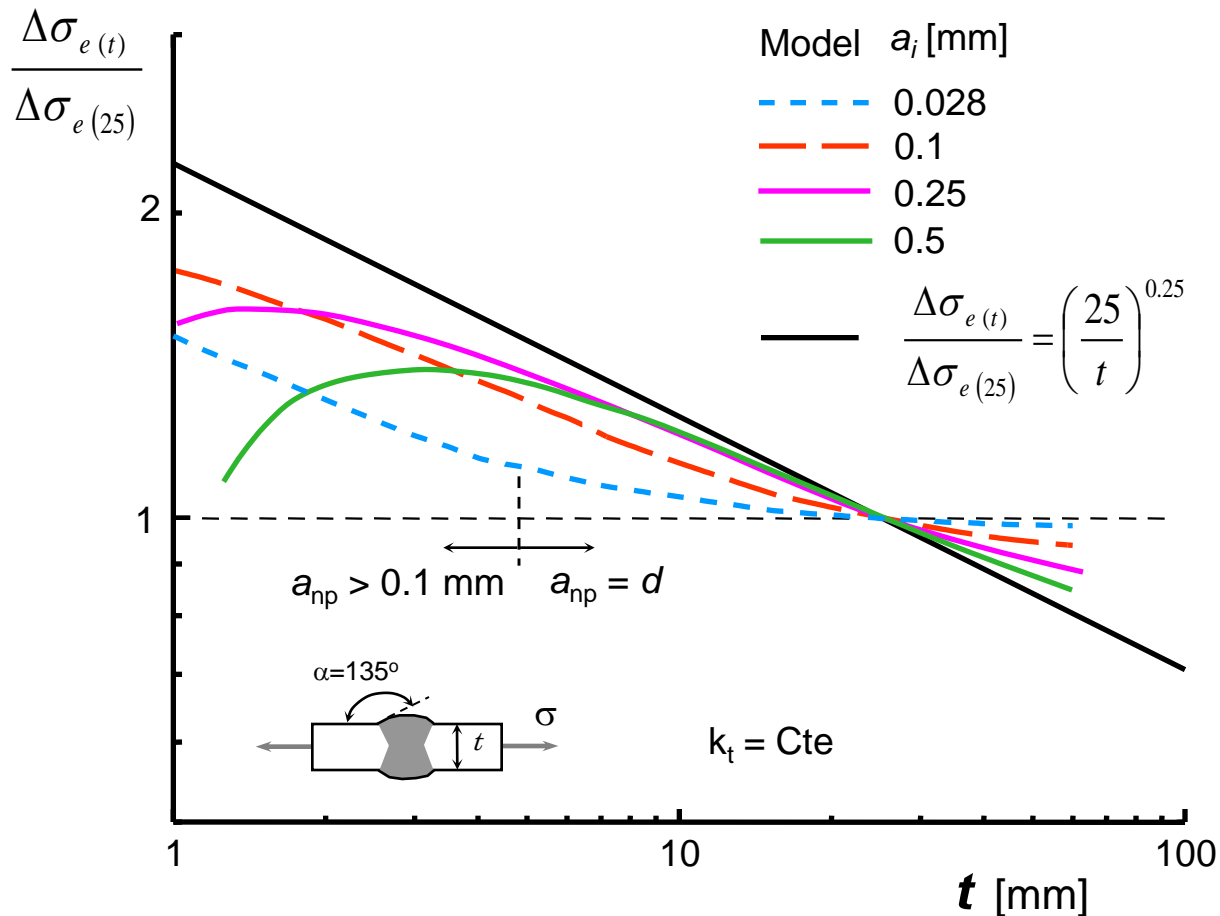 Δσe (t) / Δσe (25)
Model ai [mm]
0.028
0.1
0.25
0.5
Δσe (t) / Δσe (25) = (25 / t)^0.25
2
1
anp > 0.1 mm
anp = d
α=135º
σ
t
kt = Cte
1
10
100
t [mm]